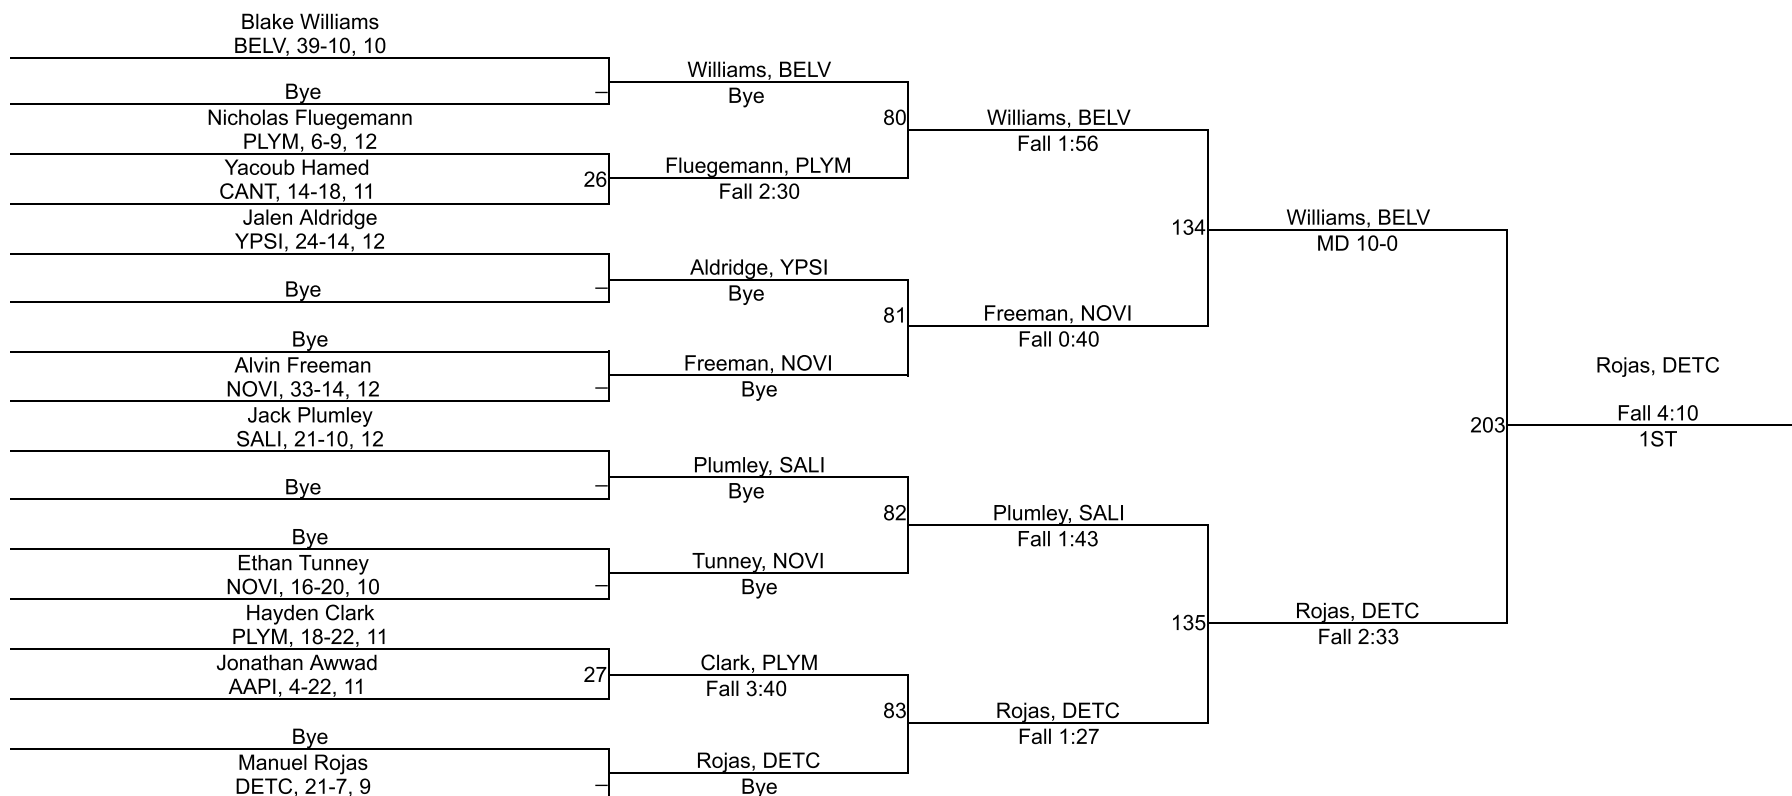 Blake Williams
BELV, 39-10, 10
Bye
–
Nicholas Fluegemann
PLYM, 6-9, 12
Yacoub Hamed
CANT, 14-18, 11
26
Jalen Aldridge
YPSI, 24-14, 12
Bye
–
Bye
Alvin Freeman
NOVI, 33-14, 12
–
Jack Plumley
SALI, 21-10, 12
Bye
–
Bye
Ethan Tunney
NOVI, 16-20, 10
–
Hayden Clark
PLYM, 18-22, 11
Jonathan Awwad
AAPI, 4-22, 11
27
Bye
Manuel Rojas
DETC, 21-7, 9
–
Williams, BELV
Bye
80
Fluegemann, PLYM
Fall 2:30
Aldridge, YPSI
Bye
81
Freeman, NOVI
Bye
Plumley, SALI
Bye
82
Tunney, NOVI
Bye
Clark, PLYM
Fall 3:40
83
Rojas, DETC
Bye
Williams, BELV
Fall 1:56
134
Freeman, NOVI
Fall 0:40
Plumley, SALI
Fall 1:43
135
Rojas, DETC
Fall 1:27
Williams, BELV
MD 10-0
203
Rojas, DETC
Fall 2:33
Rojas, DETC
Fall 4:10
1ST